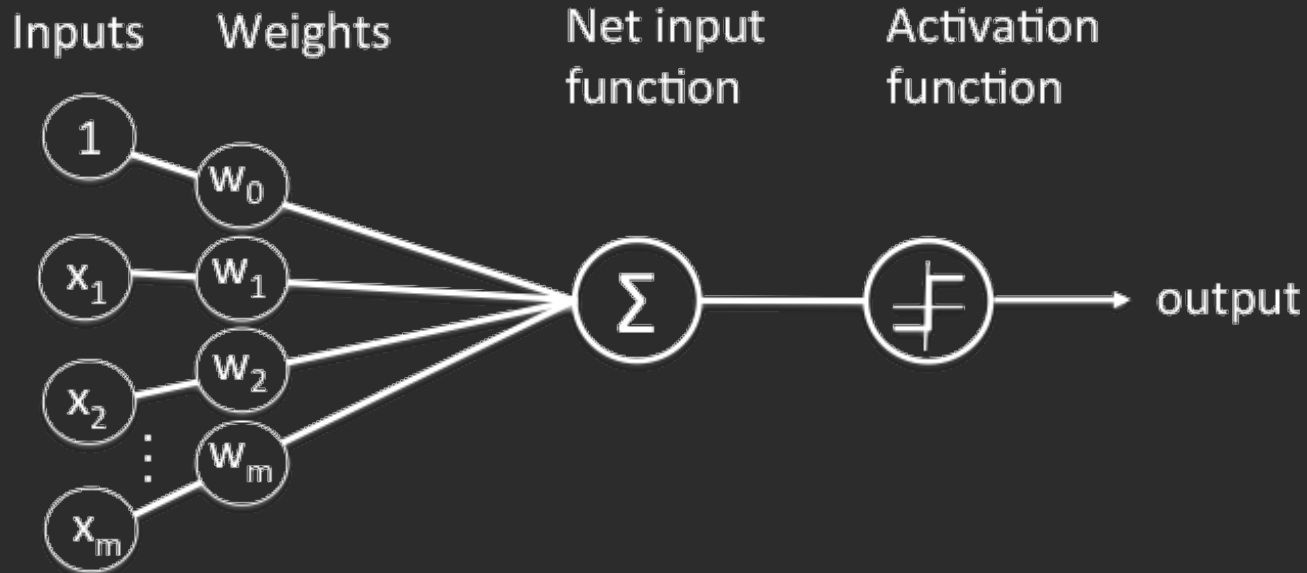 Inputs Weights Net input function Activation function
1
w₀
x₁ w₁
Σ
output
x₂ w₂
⋮
wₘ
xₘ